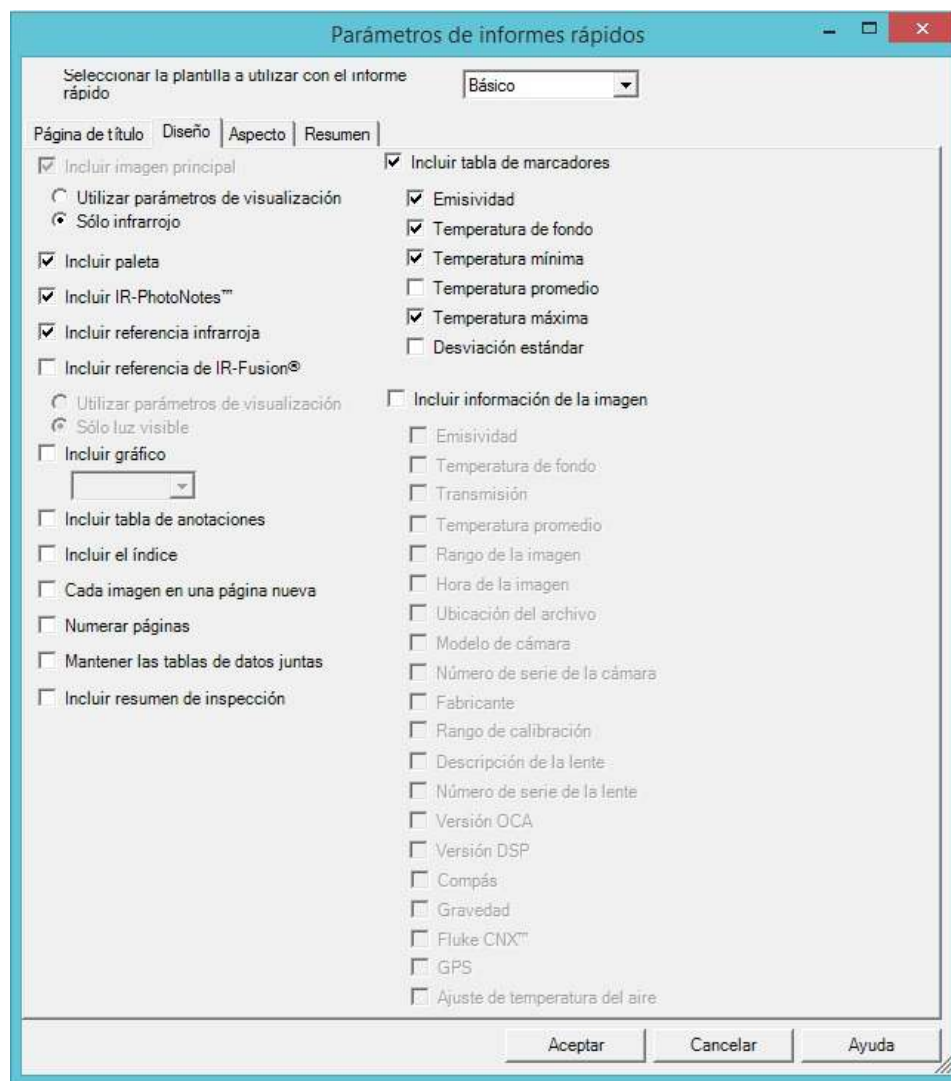 Parámetros de informes rápidos
Seleccionar la plantilla a utilizar con el informe
rápido
Básico
Página de título Diseño Aspecto Resumen
Incluir imagen principal
Utilizar parámetros de visualización
Sólo infrarrojo
Incluir paleta
Incluir IR-PhotoNotes™
Incluir referencia infrarroja
Incluir referencia de IR-Fusion®
Utilizar parámetros de visualización
Sólo luz visible
Incluir gráfico
Incluir tabla de anotaciones
Incluir el índice
Cada imagen en una página nueva
Numerar páginas
Mantener las tablas de datos juntas
Incluir resumen de inspección
Incluir tabla de marcadores
Emisividad
Temperatura de fondo
Temperatura mínima
Temperatura promedio
Temperatura máxima
Desviación estándar
Incluir información de la imagen
Emisividad
Temperatura de fondo
Transmisión
Temperatura promedio
Rango de la imagen
Hora de la imagen
Ubicación del archivo
Modelo de cámara
Número de serie de la cámara
Fabricante
Rango de calibración
Descripción de la lente
Número de serie de la lente
Versión OCA
Versión DSP
Compás
Gravedad
Fluke CNX™
GPS
Ajuste de temperatura del aire
Aceptar Cancelar Ayuda